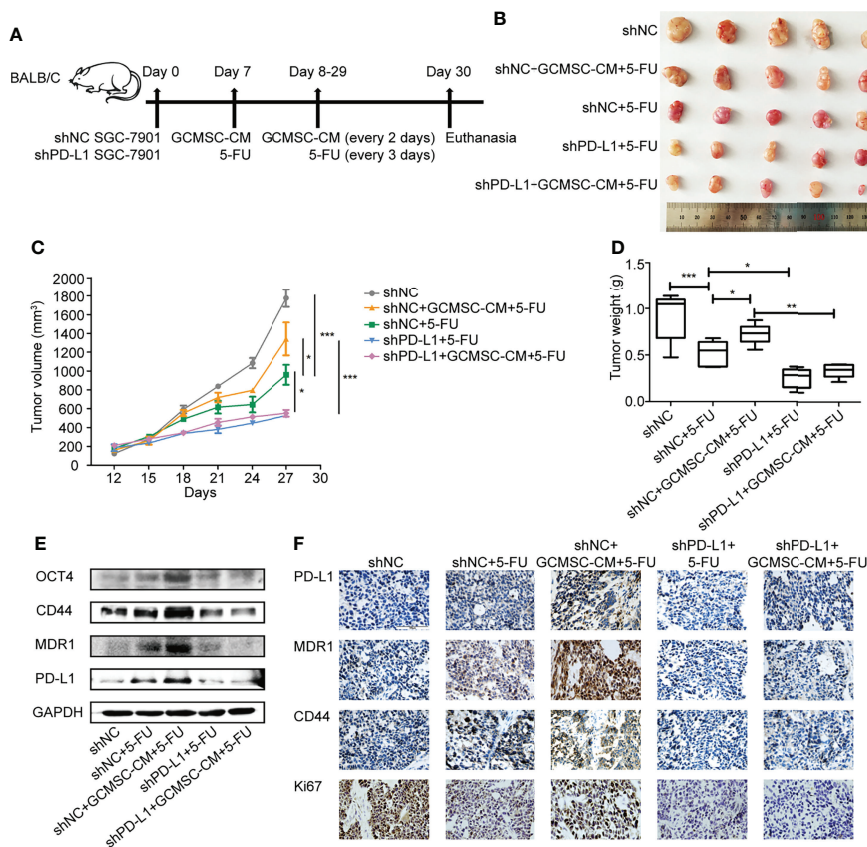 A
BALB/C
Day 0 Day 7 Day 8-29 Day 30
shNC SGC-7901 GCMSC-CM GCMSC-CM (every 2 days) Euthanasia
shPD-L1 SGC-7901 5-FU 5-FU (every 3 days)
B
shNC
shNC-GCMSC-CM+5-FU
shNC+5-FU
shPD-L1+5-FU
shPD-L1-GCMSC-CM+5-FU
C
Tumor volume (mm³)
2000
1800
1600
1400
1200
1000
800
600
400
200
0
12 15 18 21 24 27 30
Days
shNC
shNC+GCMSC-CM+5-FU
shNC+5-FU
shPD-L1+5-FU
shPD-L1+GCMSC-CM+5-FU
***
*
***
*
D
Tumor weight (g)
1.5
1.0
0.5
0.0
***
*
*
**
shNC
shNC+5-FU
shNC+GCMSC-CM+5-FU
shPD-L1+5-FU
shPD-L1+GCMSC-CM+5-FU
E
OCT4
CD44
MDR1
PD-L1
GAPDH
shNC
shNC+5-FU
shNC+GCMSC-CM+5-FU
shPD-L1+5-FU
shPD-L1+GCMSC-CM+5-FU
F
shNC
shNC+5-FU
shNC+
GCMSC-CM+5-FU
shPD-L1+
5-FU
shPD-L1+
GCMSC-CM+5-FU
PD-L1
MDR1
CD44
Ki67